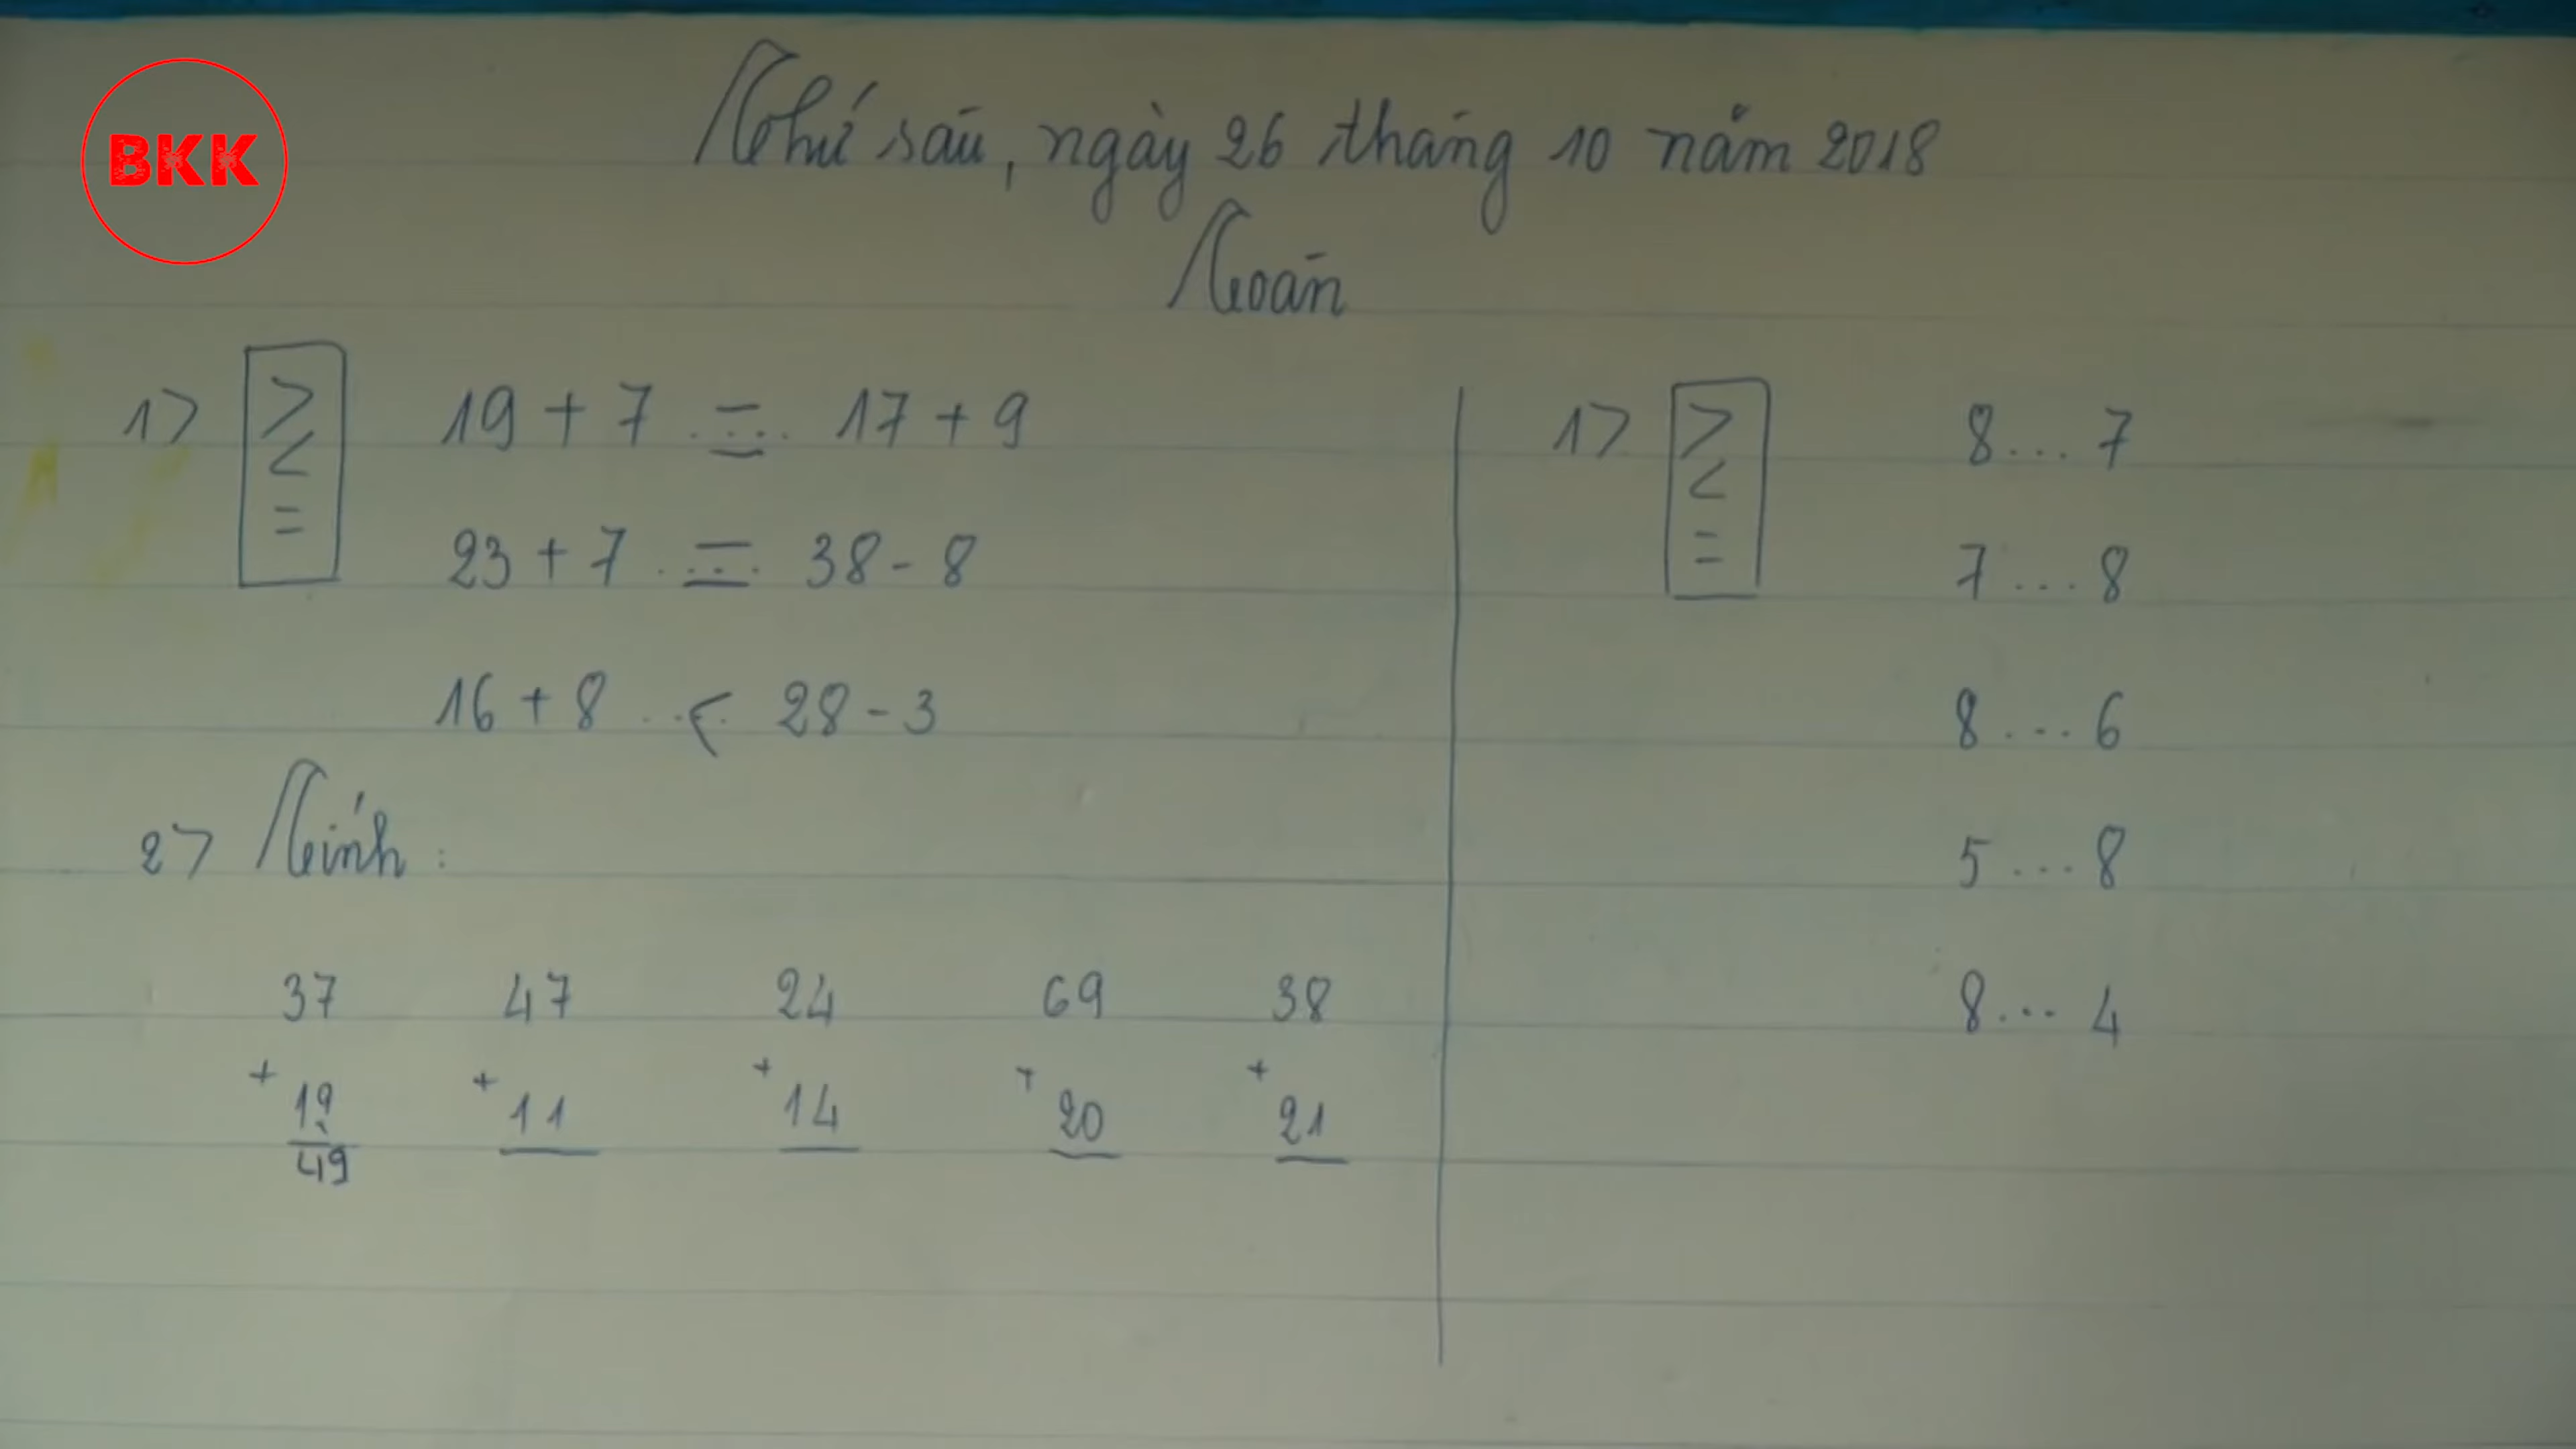 BKK
Thứ sáu, ngày 26 tháng 10 năm 2018
Toán
1> > < =
19 + 7 ..=.. 17 + 9
23 + 7 ..=.. 38 - 8
16 + 8 ..<.. 28 - 3
2> Tính :
37 47 24 69 38
+ + + + +
11 14 20 21
49
1> > < =
8 ... 7
7 ... 8
8 ... 6
5 ... 8
8 ... 4